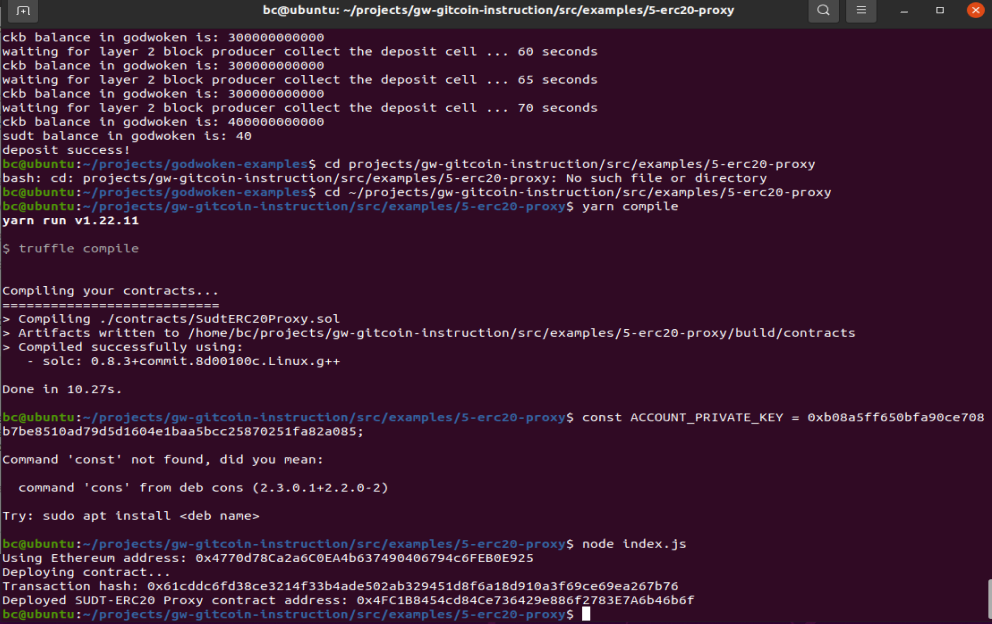 bc@ubuntu: ~/projects/gw-gitcoin-instruction/src/examples/5-erc20-proxy
ckb balance in godwoken is: 300000000000
waiting for layer 2 block producer collect the deposit cell ... 60 seconds
ckb balance in godwoken is: 300000000000
waiting for layer 2 block producer collect the deposit cell ... 65 seconds
ckb balance in godwoken is: 300000000000
waiting for layer 2 block producer collect the deposit cell ... 70 seconds
ckb balance in godwoken is: 400000000000
sudt balance in godwoken is: 40
deposit success!
bc@ubuntu:~/projects/godwoken-examples$ cd projects/gw-gitcoin-instruction/src/examples/5-erc20-proxy
bash: cd: projects/gw-gitcoin-instruction/src/examples/5-erc20-proxy: No such file or directory
bc@ubuntu:~/projects/godwoken-examples$ cd ~/projects/gw-gitcoin-instruction/src/examples/5-erc20-proxy
bc@ubuntu:~/projects/gw-gitcoin-instruction/src/examples/5-erc20-proxy$ yarn compile
yarn run v1.22.11
$ truffle compile
Compiling your contracts...
===========================
> Compiling ./contracts/SudtERC20Proxy.sol
> Artifacts written to /home/bc/projects/gw-gitcoin-instruction/src/examples/5-erc20-proxy/build/contracts
> Compiled successfully using:
- solc: 0.8.3+commit.8d00100c.Linux.g++
Done in 10.27s.
bc@ubuntu:~/projects/gw-gitcoin-instruction/src/examples/5-erc20-proxy$ const ACCOUNT_PRIVATE_KEY = 0xb08a5ff650bfa90ce708
b7be8510ad79d5d1604e1baa5bcc25870251fa82a085;
Command 'const' not found, did you mean:
command 'cons' from deb cons (2.3.0.1+2.2.0-2)
Try: sudo apt install <deb name>
bc@ubuntu:~/projects/gw-gitcoin-instruction/src/examples/5-erc20-proxy$ node index.js
Using Ethereum address: 0x4770d78Ca2a6C0EA4b637490406794c6FEB0E925
Deploying contract...
Transaction hash: 0x61cddc6fd38ce3214f33b4ade502ab329451d8f6a18d910a3f69ce69ea267b76
Deployed SUDT-ERC20 Proxy contract address: 0x4FC1B8454cd84Ce736429e886f2783E7A6b46b6f
bc@ubuntu:~/projects/gw-gitcoin-instruction/src/examples/5-erc20-proxy$